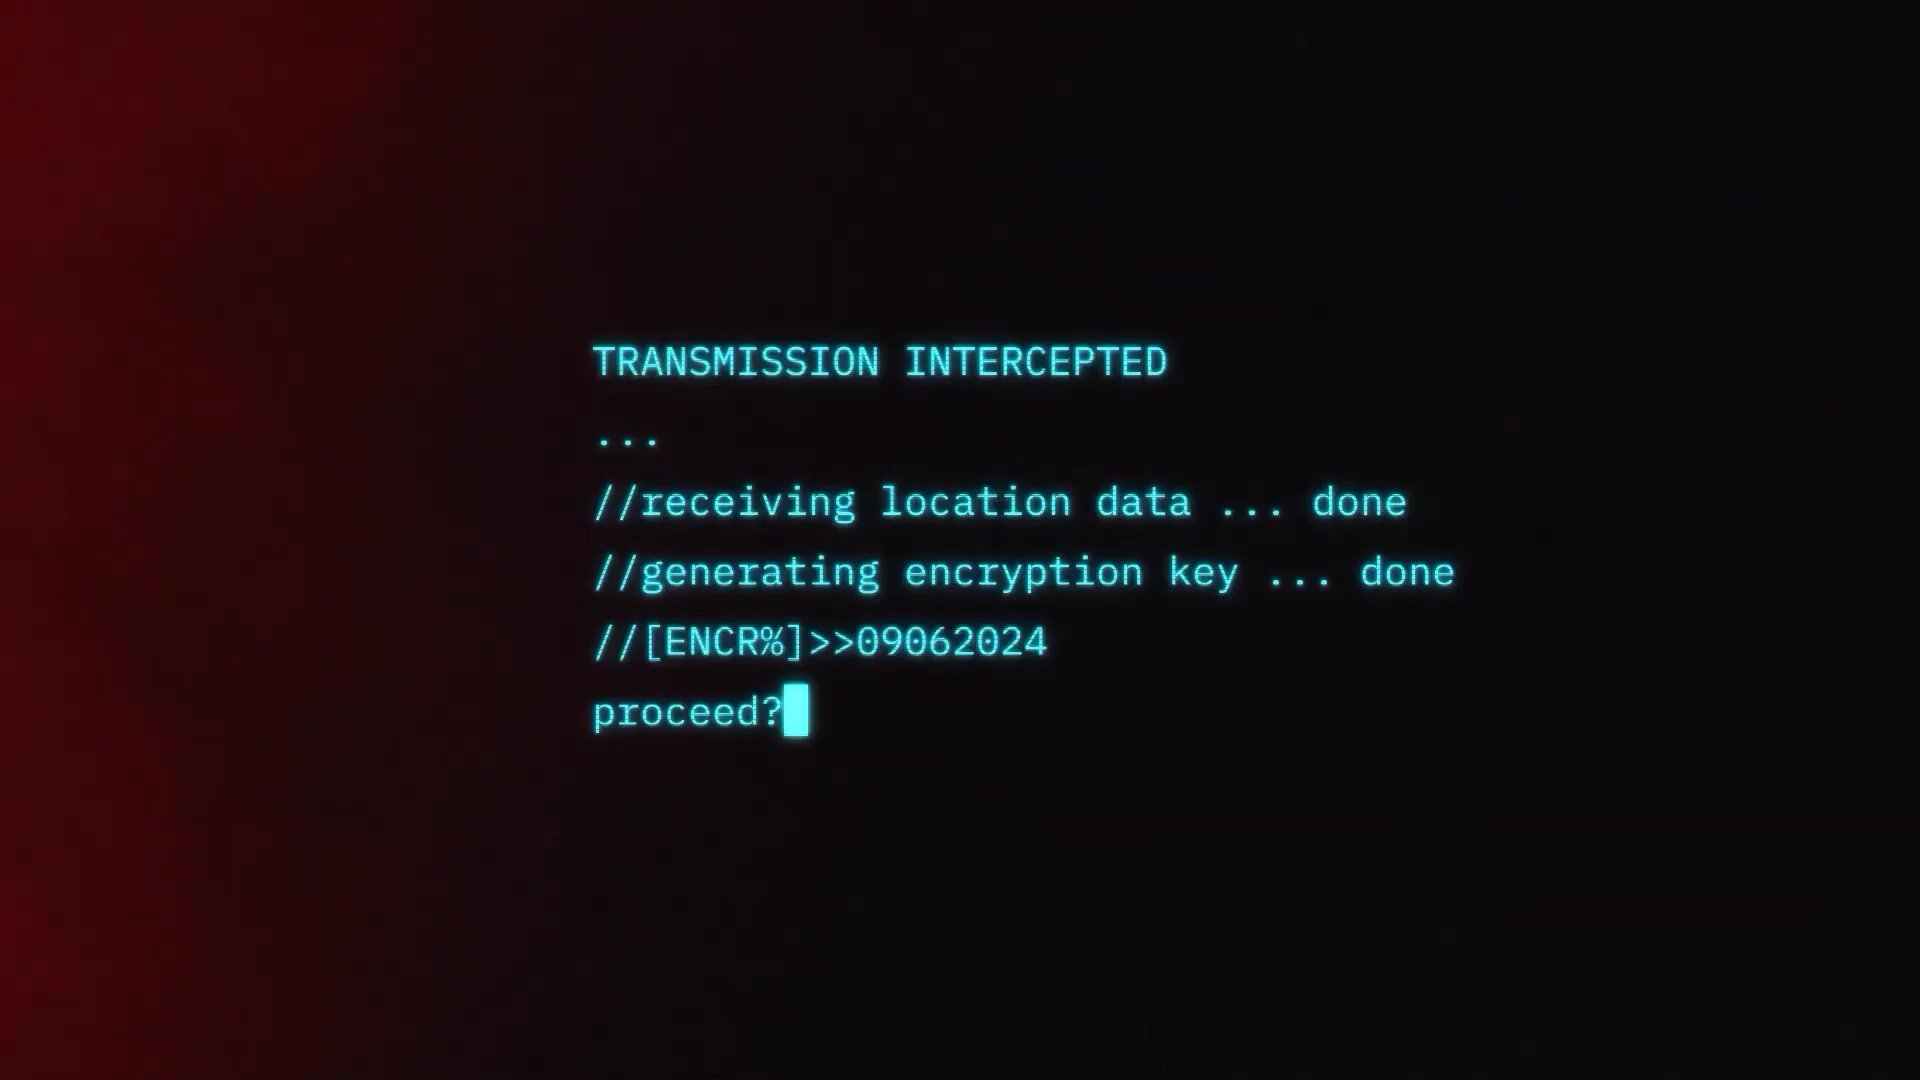 TRANSMISSION INTERCEPTED
...
//receiving location data ... done
//generating encryption key ... done
//[ENCR%]>>09062024
proceed?